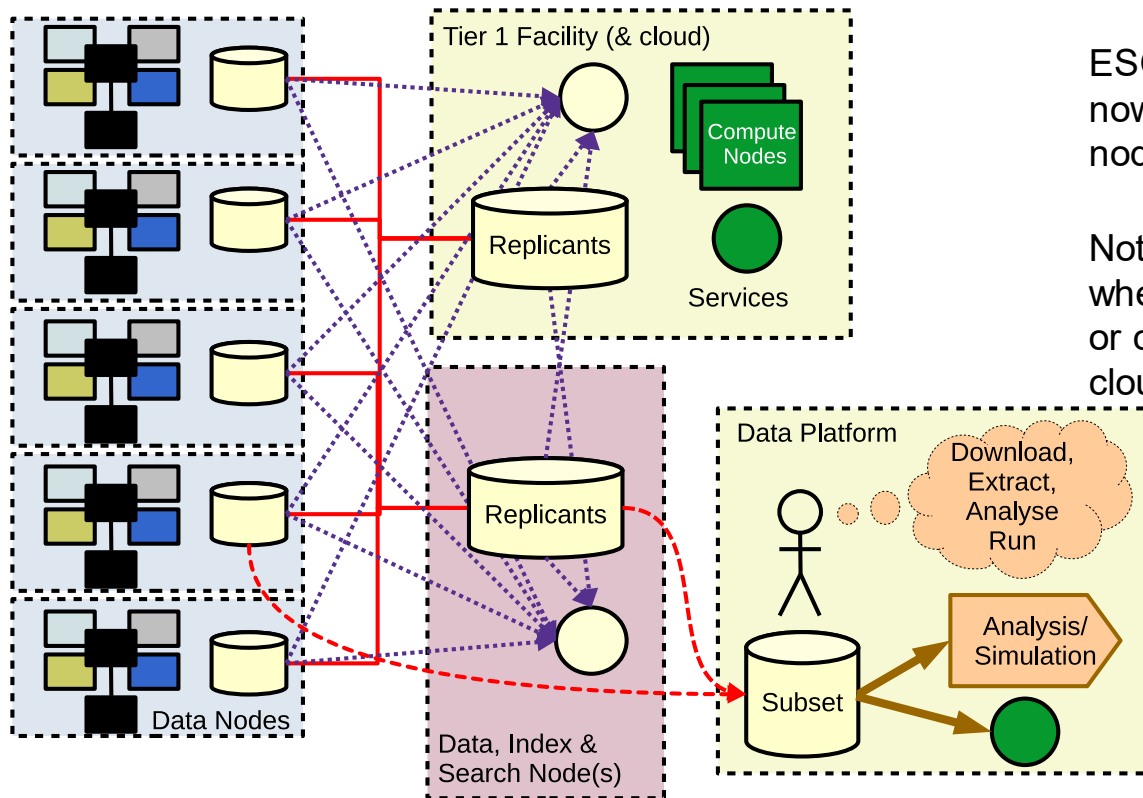 Tier 1 Facility (& cloud)
Compute
Nodes
Replicants
Services
ES
now
nod
Not
whe
or
clou
Data Platform
Download,
Extract,
Analyse
Run
Replicants
Analysis/
Simulation
Subset
Data Nodes
Data, Index &
Search Node(s)